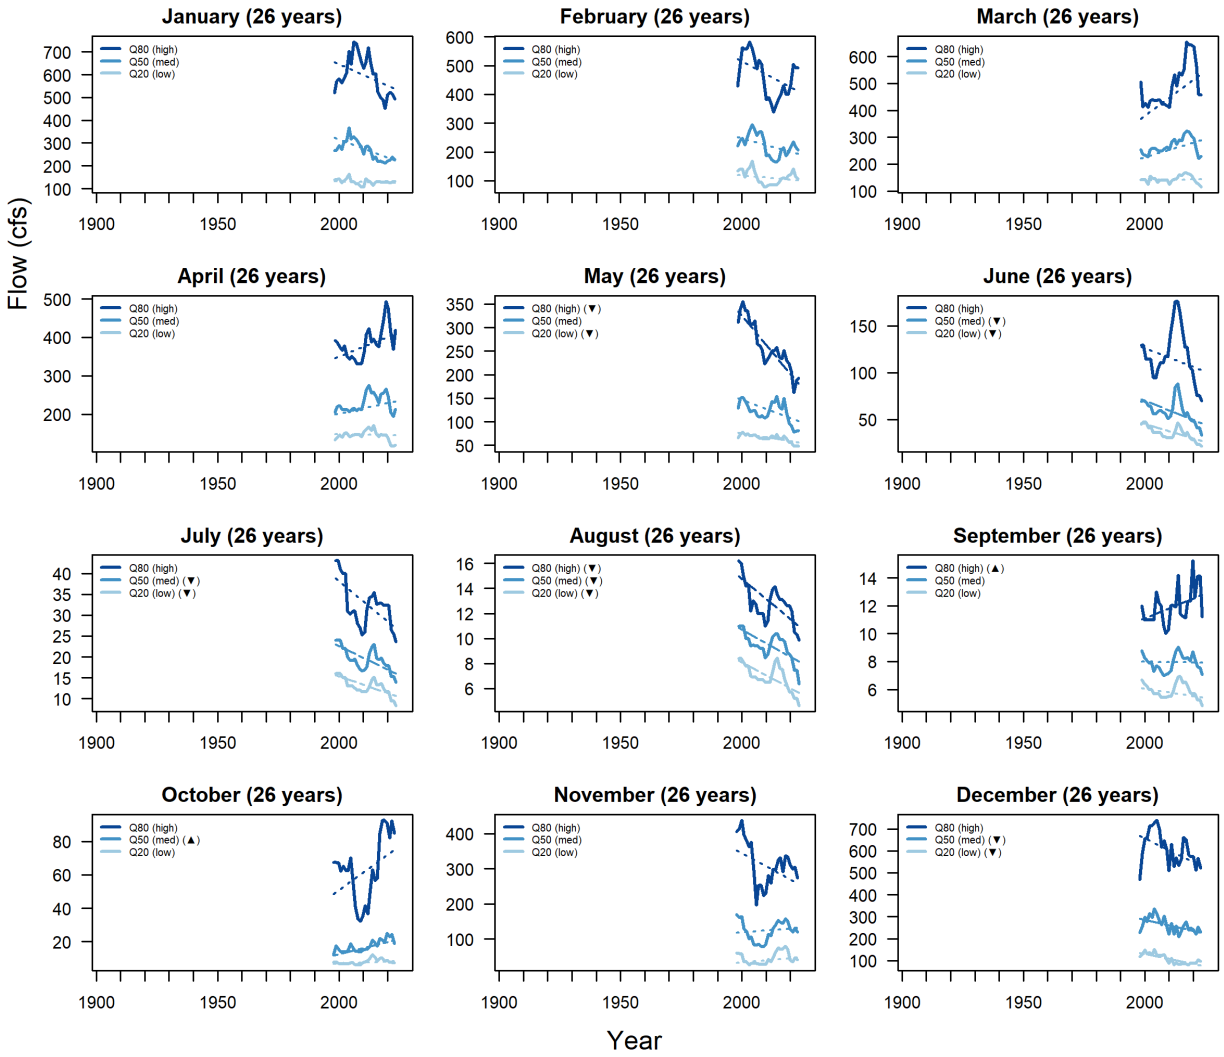 January (26 years)
Q80 (high)
Q50 (med)
Q20 (low)
700
600
500
400
300
200
100
1900
1950
2000
February (26 years)
Q80 (high)
Q50 (med)
Q20 (low)
600
500
400
300
200
100
1900
1950
2000
March (26 years)
Q80 (high)
Q50 (med)
Q20 (low)
600
500
400
300
200
100
1900
1950
2000
Flow (cfs)
April (26 years)
Q80 (high)
Q50 (med)
Q20 (low)
500
400
300
200
1900
1950
2000
May (26 years)
Q80 (high) (▼)
Q50 (med)
Q20 (low) (▼)
350
300
250
200
150
100
50
1900
1950
2000
June (26 years)
Q80 (high)
Q50 (med) (▼)
Q20 (low) (▼)
150
100
50
1900
1950
2000
July (26 years)
Q80 (high)
Q50 (med) (▼)
Q20 (low) (▼)
40
35
30
25
20
15
10
1900
1950
2000
August (26 years)
Q80 (high) (▼)
Q50 (med) (▼)
Q20 (low) (▼)
16
14
12
10
8
6
1900
1950
2000
September (26 years)
Q80 (high) (▲)
Q50 (med)
Q20 (low)
14
12
10
8
6
1900
1950
2000
October (26 years)
Q80 (high)
Q50 (med) (▲)
Q20 (low)
80
60
40
20
1900
1950
2000
November (26 years)
Q80 (high)
Q50 (med)
Q20 (low)
400
300
200
100
1900
1950
2000
December (26 years)
Q80 (high)
Q50 (med) (▼)
Q20 (low) (▼)
700
600
500
400
300
200
100
1900
1950
2000
Year